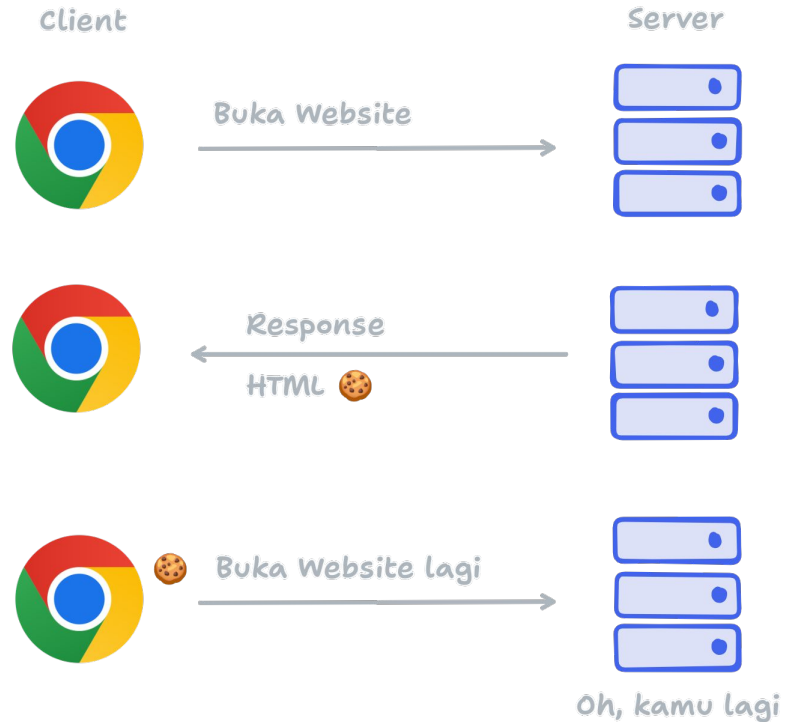 Client
Server
Buka Website
Response
HTML 🍪
🍪 Buka Website lagi
Oh, kamu lagi